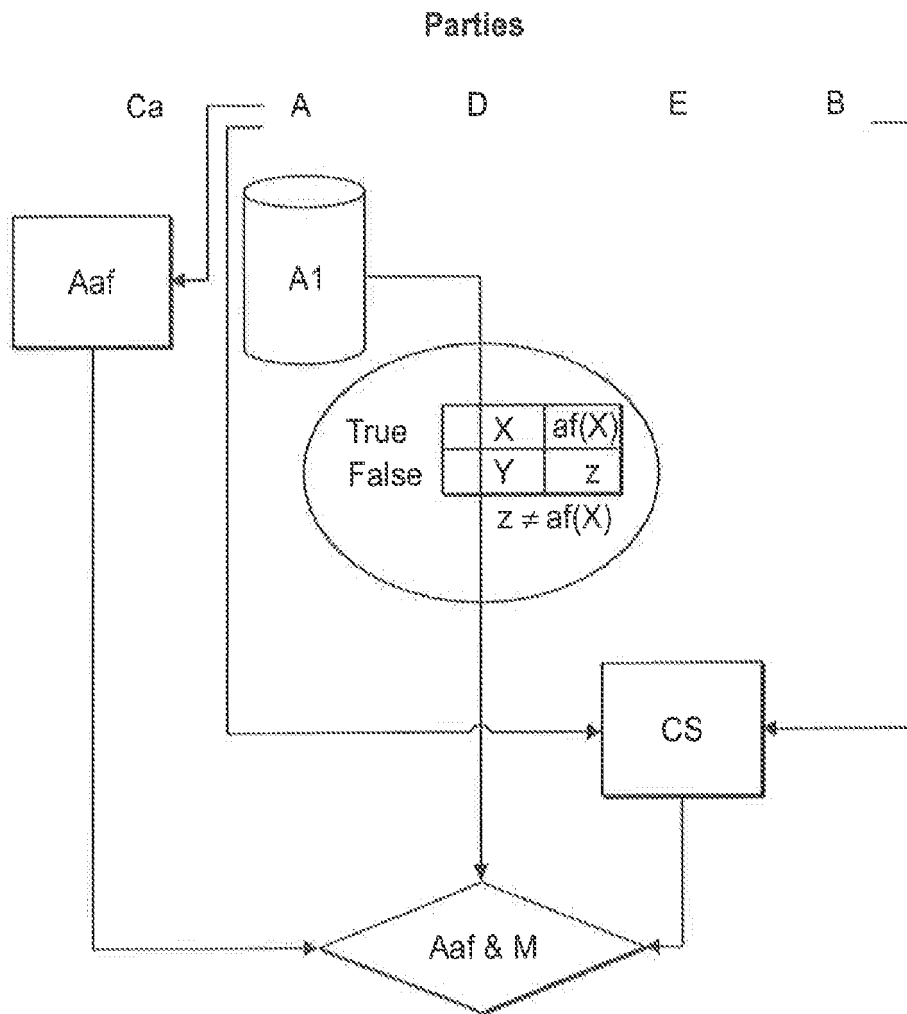 Parties
Ca A D E B
Aaf
A1
True X af(X)
False Y z
z ≠ af(X)
CS
Aaf & M